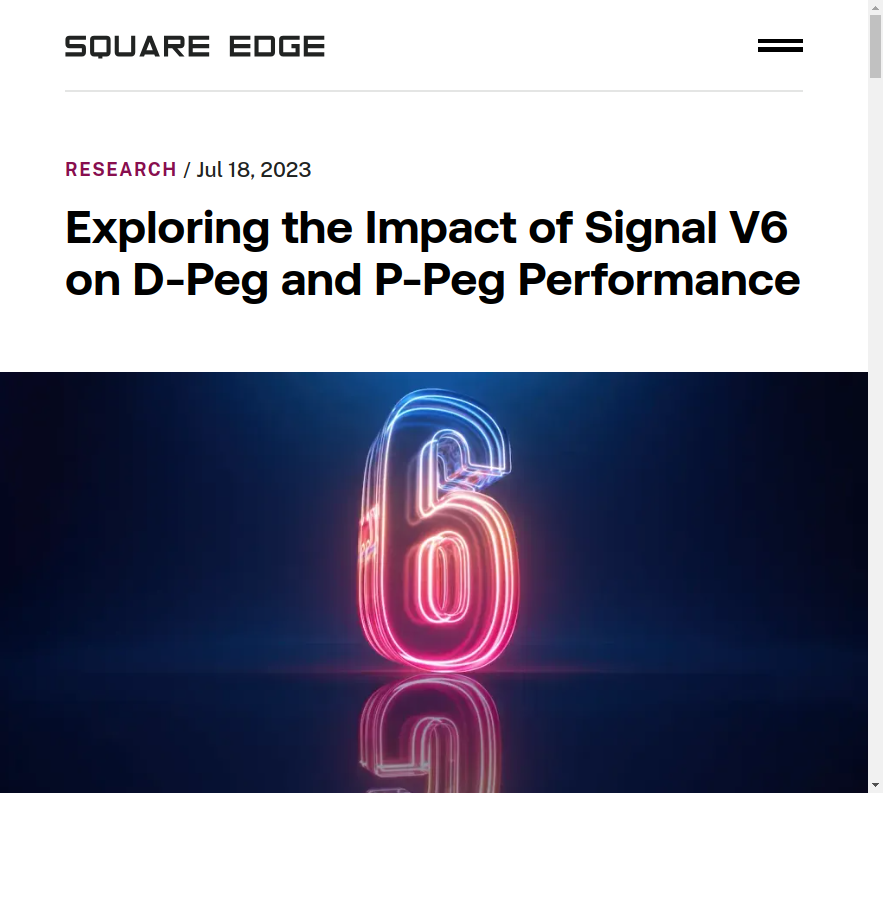 SQUARE EDGE
RESEARCH / Jul 18, 2023
Exploring the Impact of Signal V6
on D-Peg and P-Peg Performance
6